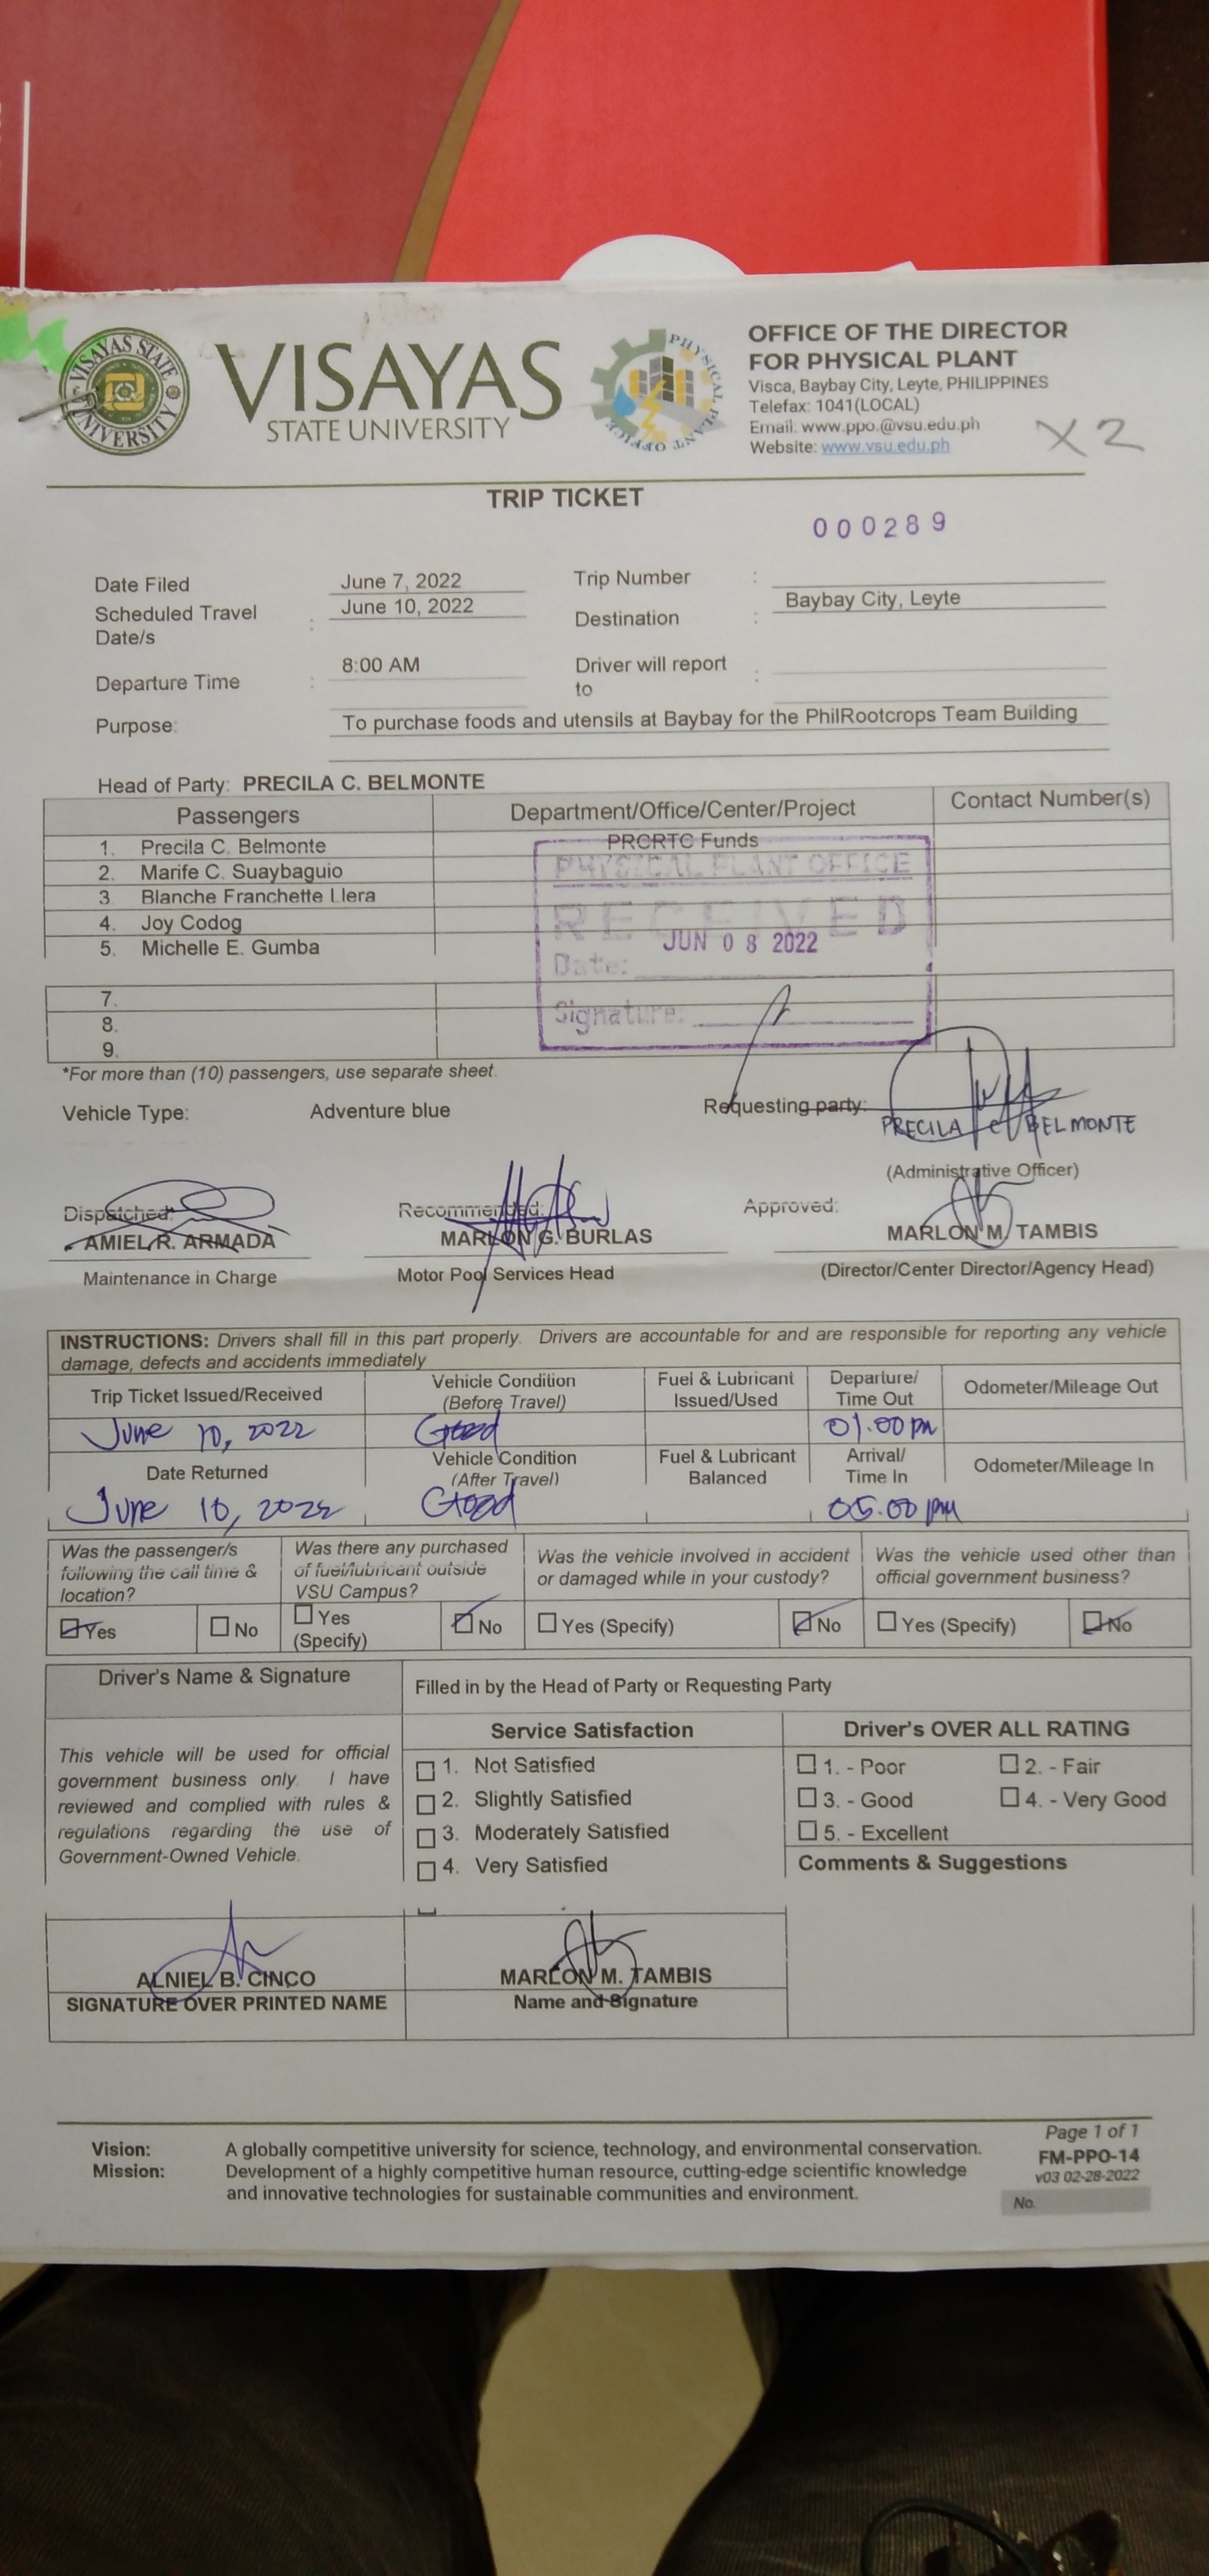 VISAYAS STATE UNIVERSITY
VISAYAS
STATE UNIVERSITY
PHYSICAL PLANT OFFICE
OFFICE OF THE DIRECTOR
FOR PHYSICAL PLANT
Visca, Baybay City, Leyte, PHILIPPINES
Telefax: 1041(LOCAL)
Email: www.ppo.@vsu.edu.ph
Website: www.vsu.edu.ph
X2
TRIP TICKET
000289
Date Filed June 7, 2022 Trip Number :
Scheduled Travel Date/s : June 10, 2022 Destination : Baybay City, Leyte
Departure Time : 8:00 AM Driver will report to :
Purpose: To purchase foods and utensils at Baybay for the PhilRootcrops Team Building
Head of Party: PRECILA C. BELMONTE
Passengers Department/Office/Center/Project Contact Number(s)
1. Precila C. Belmonte PRCRTC Funds
2. Marife C. Suaybaguio
3. Blanche Franchette Llera
4. Joy Codog
5. Michelle E. Gumba
7.
8.
9.
PHYSICAL PLANT OFFICE
RECEIVED
JUN 08 2022
Date:
Signature:
*For more than (10) passengers, use separate sheet.
Vehicle Type: Adventure blue Requesting party:
PRECILA C. BELMONTE
(Administrative Officer)
Dispatched: Recommended: Approved:
AMIEL R. ARMADA MARLON G. BURLAS MARLON M. TAMBIS
Maintenance in Charge Motor Pool Services Head (Director/Center Director/Agency Head)
INSTRUCTIONS: Drivers shall fill in this part properly. Drivers are accountable for and are responsible for reporting any vehicle
damage, defects and accidents immediately
Trip Ticket Issued/Received Vehicle Condition (Before Travel) Fuel & Lubricant Issued/Used Departure/ Time Out Odometer/Mileage Out
June 10, 2022 Good 01:00 pm
Date Returned Vehicle Condition (After Travel) Fuel & Lubricant Balanced Arrival/ Time In Odometer/Mileage In
June 10, 2022 Good 05:00 pm
Was the passenger/s following the call time & location? Was there any purchased of fuel/lubricant outside VSU Campus? Was the vehicle involved in accident or damaged while in your custody? Was the vehicle used other than official government business?
Yes No Yes (Specify) No Yes (Specify) No Yes (Specify) No
Driver's Name & Signature Filled in by the Head of Party or Requesting Party
This vehicle will be used for official
government business only. I have
reviewed and complied with rules &
regulations regarding the use of
Government-Owned Vehicle.
Service Satisfaction
1. Not Satisfied
2. Slightly Satisfied
3. Moderately Satisfied
4. Very Satisfied
Driver's OVER ALL RATING
1. - Poor 2. - Fair
3. - Good 4. - Very Good
5. - Excellent
Comments & Suggestions
ALNIEL B. CINCO MARLON M. TAMBIS
SIGNATURE OVER PRINTED NAME Name and Signature
Vision: A globally competitive university for science, technology, and environmental conservation.
Mission: Development of a highly competitive human resource, cutting-edge scientific knowledge
and innovative technologies for sustainable communities and environment.
Page 1 of 1
FM-PPO-14
v03 02-28-2022
No.